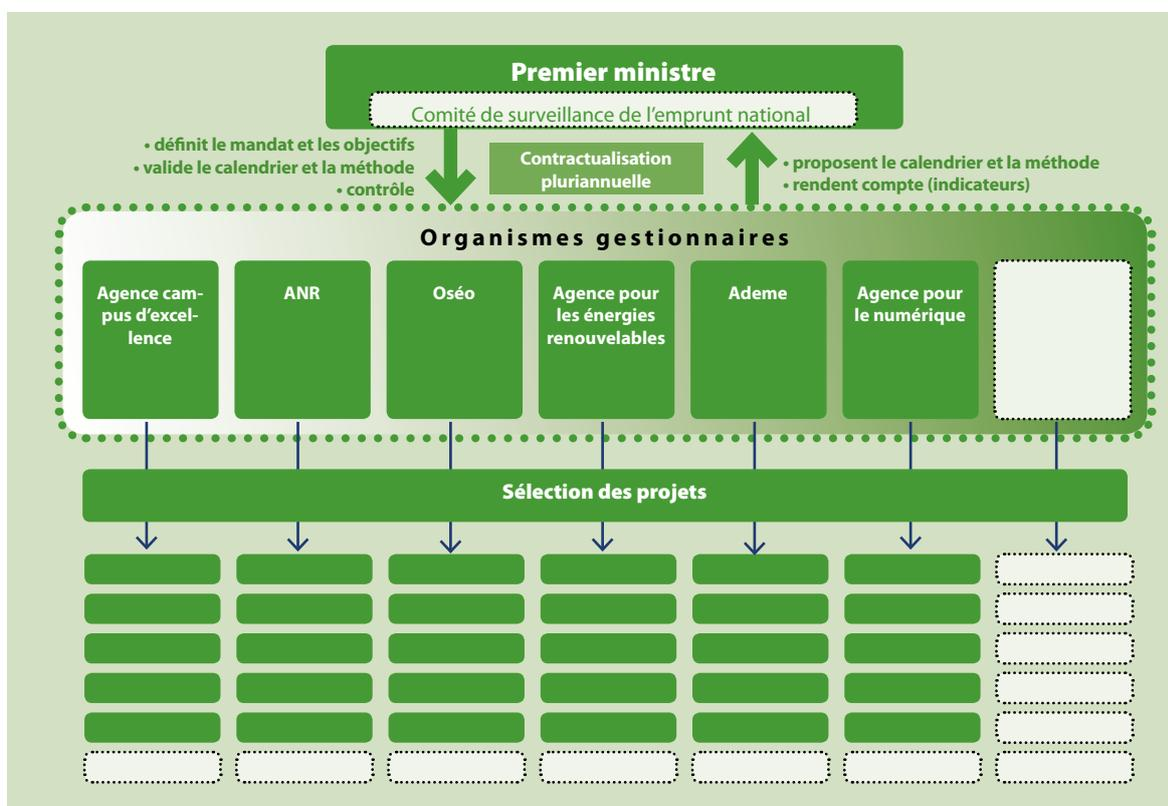 Premier ministre
Comité de surveillance de l’emprunt national
• définit le mandat et les objectifs
• valide le calendrier et la méthode
• contrôle
Contractualisation
pluriannuelle
• proposent le calendrier et la méthode
• rendent compte (indicateurs)
Organismes gestionnaires
Agence cam-
pus d’excel-
lence
ANR
Oséo
Agence pour
les énergies
renouvelables
Ademe
Agence pour
le numérique
Sélection des projets